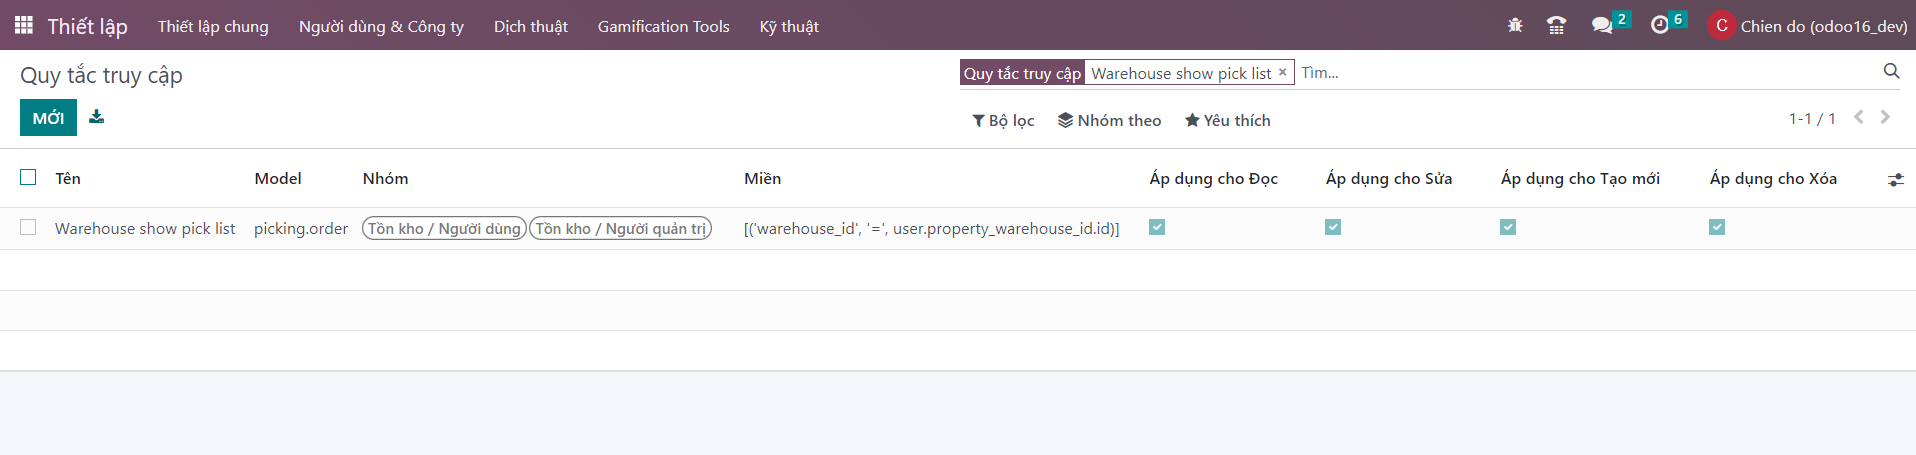 Thiết lập Thiết lập chung Người dùng & Công ty Dịch thuật Gamification Tools Kỹ thuật 2 6 C Chien do (odoo16_dev)
Quy tắc truy cập Quy tắc truy cập Warehouse show pick list × Tìm...
MỚI Bộ lọc Nhóm theo Yêu thích 1-1 / 1
Tên Model Nhóm Miền Áp dụng cho Đọc Áp dụng cho Sửa Áp dụng cho Tạo mới Áp dụng cho Xóa
Warehouse show pick list picking.order Tồn kho / Người dùng Tồn kho / Người quản trị [('warehouse_id', '=', user.property_warehouse_id.id)]